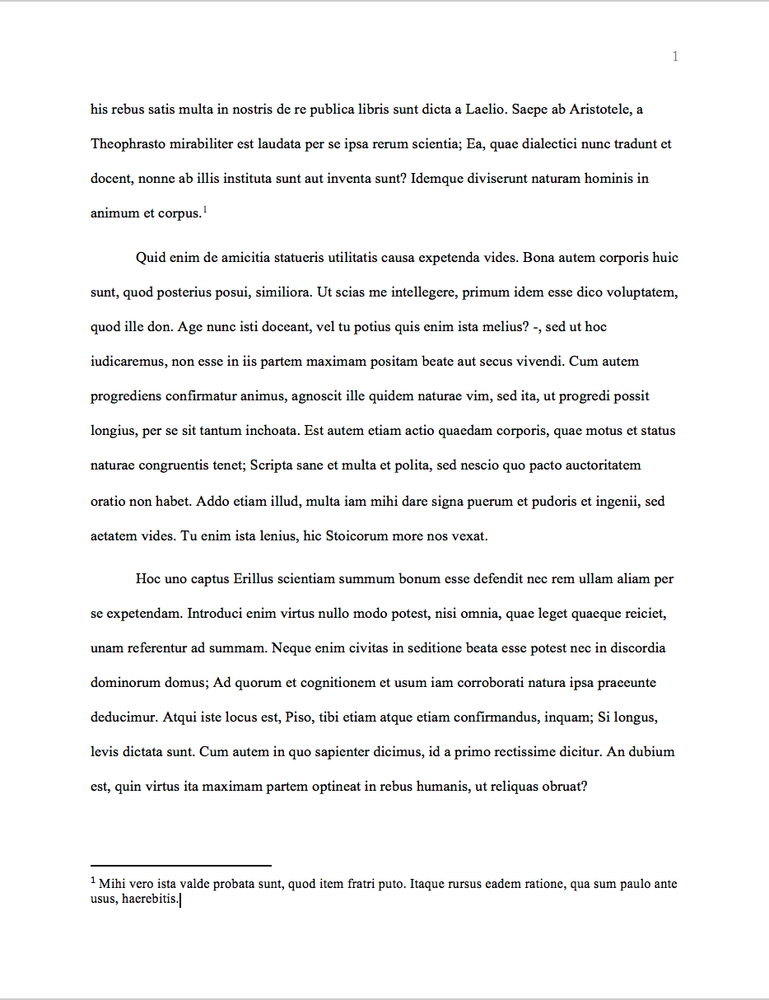 1
his rebus satis multa in nostris de re publica libris sunt dicta a Laelio. Saepe ab Aristotele, a
Theophrasto mirabiliter est laudata per se ipsa rerum scientia; Ea, quae dialectici nunc tradunt et
docent, nonne ab illis instituta sunt aut inventa sunt? Idemque diviserunt naturam hominis in
animum et corpus.¹
Quid enim de amicitia statueris utilitatis causa expetenda vides. Bona autem corporis huic
sunt, quod posterius posui, similiora. Ut scias me intellegere, primum idem esse dico voluptatem,
quod ille don. Age nunc isti doceant, vel tu potius quis enim ista melius? -, sed ut hoc
iudicaremus, non esse in iis partem maximam positam beate aut secus vivendi. Cum autem
progrediens confirmatur animus, agnoscit ille quidem naturae vim, sed ita, ut progredi possit
longius, per se sit tantum inchoata. Est autem etiam actio quaedam corporis, quae motus et status
naturae congruentis tenet; Scripta sane et multa et polita, sed nescio quo pacto auctoritatem
oratio non habet. Addo etiam illud, multa iam mihi dare signa puerum et pudoris et ingenii, sed
aetatem vides. Tu enim ista lenius, hic Stoicorum more nos vexat.
Hoc uno captus Erillus scientiam summum bonum esse defendit nec rem ullam aliam per
se expetendam. Introduci enim virtus nullo modo potest, nisi omnia, quae leget quaeque reiciet,
unam referentur ad summam. Neque enim civitas in seditione beata esse potest nec in discordia
dominorum domus; Ad quorum et cognitionem et usum iam corroborati natura ipsa praeeunte
deducimur. Atqui iste locus est, Piso, tibi etiam atque etiam confirmandus, inquam; Si longus,
levis dictata sunt. Cum autem in quo sapienter dicimus, id a primo rectissime dicitur. An dubium
est, quin virtus ita maximam partem optineat in rebus humanis, ut reliquas obruat?
¹ Mihi vero ista valde probata sunt, quod item fratri puto. Itaque rursus eadem ratione, qua sum paulo ante
usus, haerebitis.